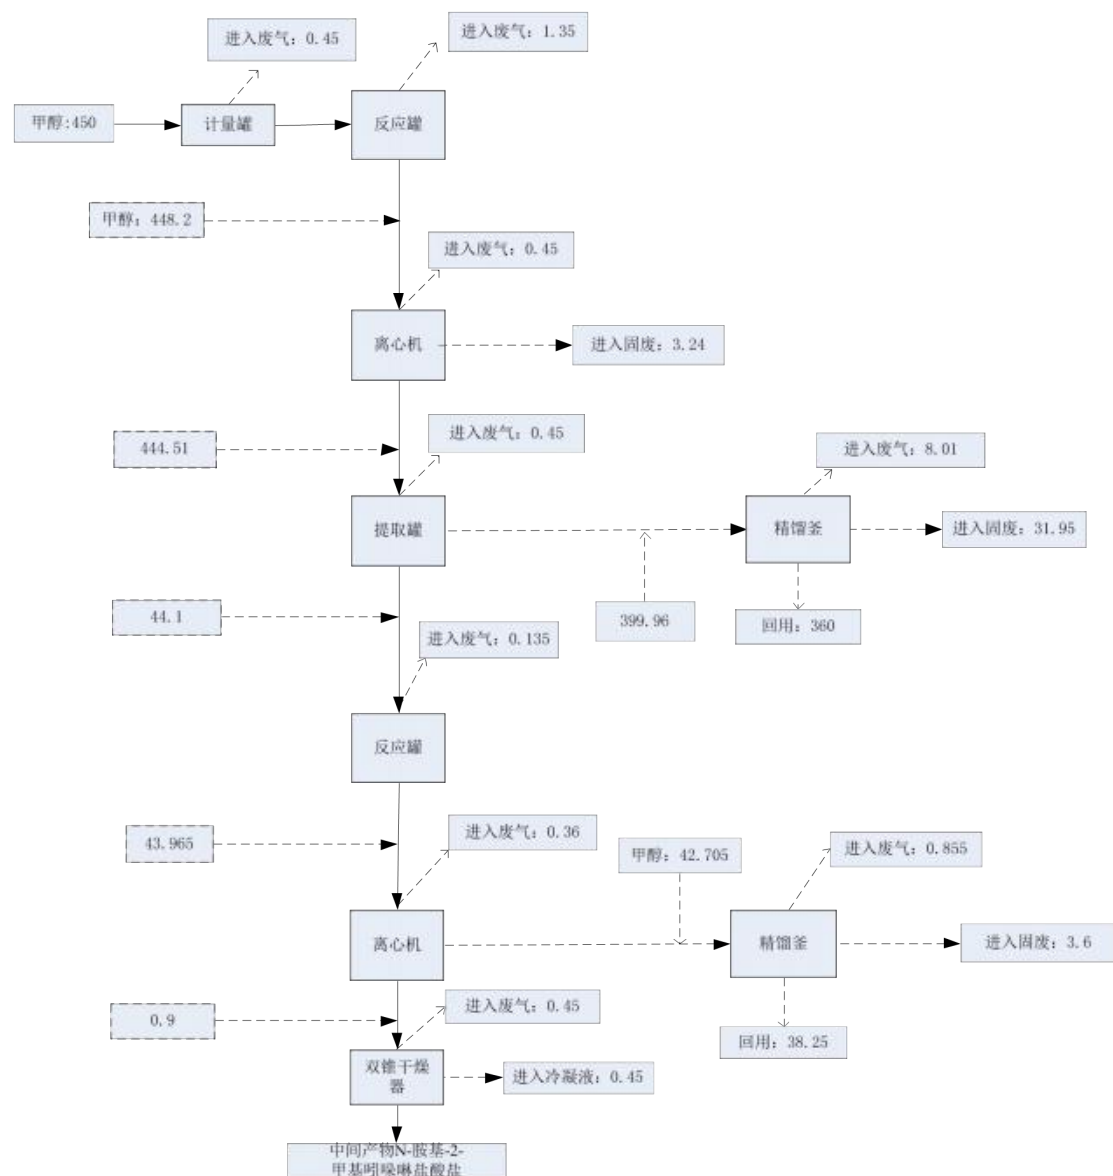 进入废气：0.45
进入废气：1.35
甲醇:450
计量罐
反应罐
甲醇：448.2
进入废气：0.45
离心机
进入固废：3.24
444.51
进入废气：0.45
进入废气：8.01
提取罐
精馏釜
进入固废：31.95
44.1
399.96
回用：360
进入废气：0.135
反应罐
43.965
进入废气：0.36
甲醇：42.705
进入废气：0.855
离心机
精馏釜
进入固废：3.6
0.9
进入废气：0.45
回用：38.25
双锥干燥
器
进入冷凝液：0.45
中间产物N-胺基-2-
甲基吲哚啉盐酸盐